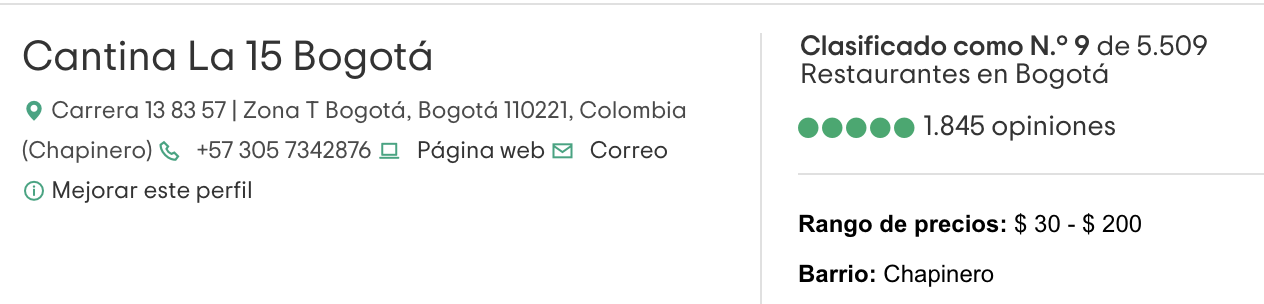 Cantina La 15 Bogotá
Carrera 13 83 57 | Zona T Bogotá, Bogotá 110221, Colombia
(Chapinero) +57 305 7342876 Página web Correo
Mejorar este perfil
Clasificado como N.º 9 de 5.509
Restaurantes en Bogotá
1.845 opiniones
Rango de precios: $ 30 - $ 200
Barrio: Chapinero